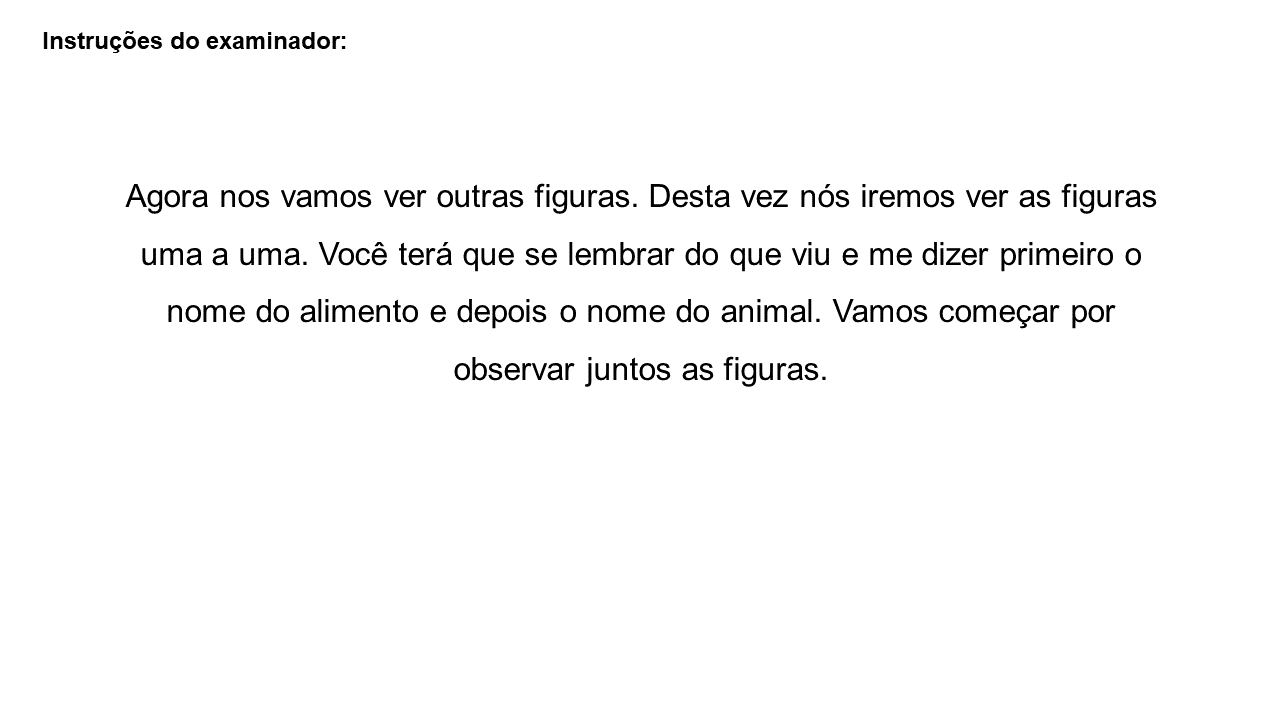 Instruções do examinador:
Agora nos vamos ver outras figuras. Desta vez nós iremos ver as figuras
uma a uma. Você terá que se lembrar do que viu e me dizer primeiro o
nome do alimento e depois o nome do animal. Vamos começar por
observar juntos as figuras.